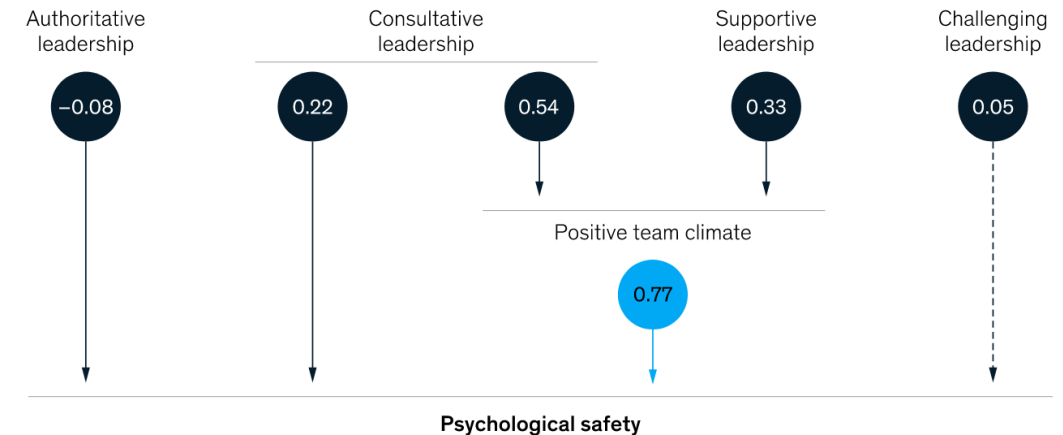 Authoritative
leadership
Consultative
leadership
Supportive
leadership
Challenging
leadership
−0.08
0.22
0.54
0.33
0.05
Positive team climate
0.77
Psychological safety